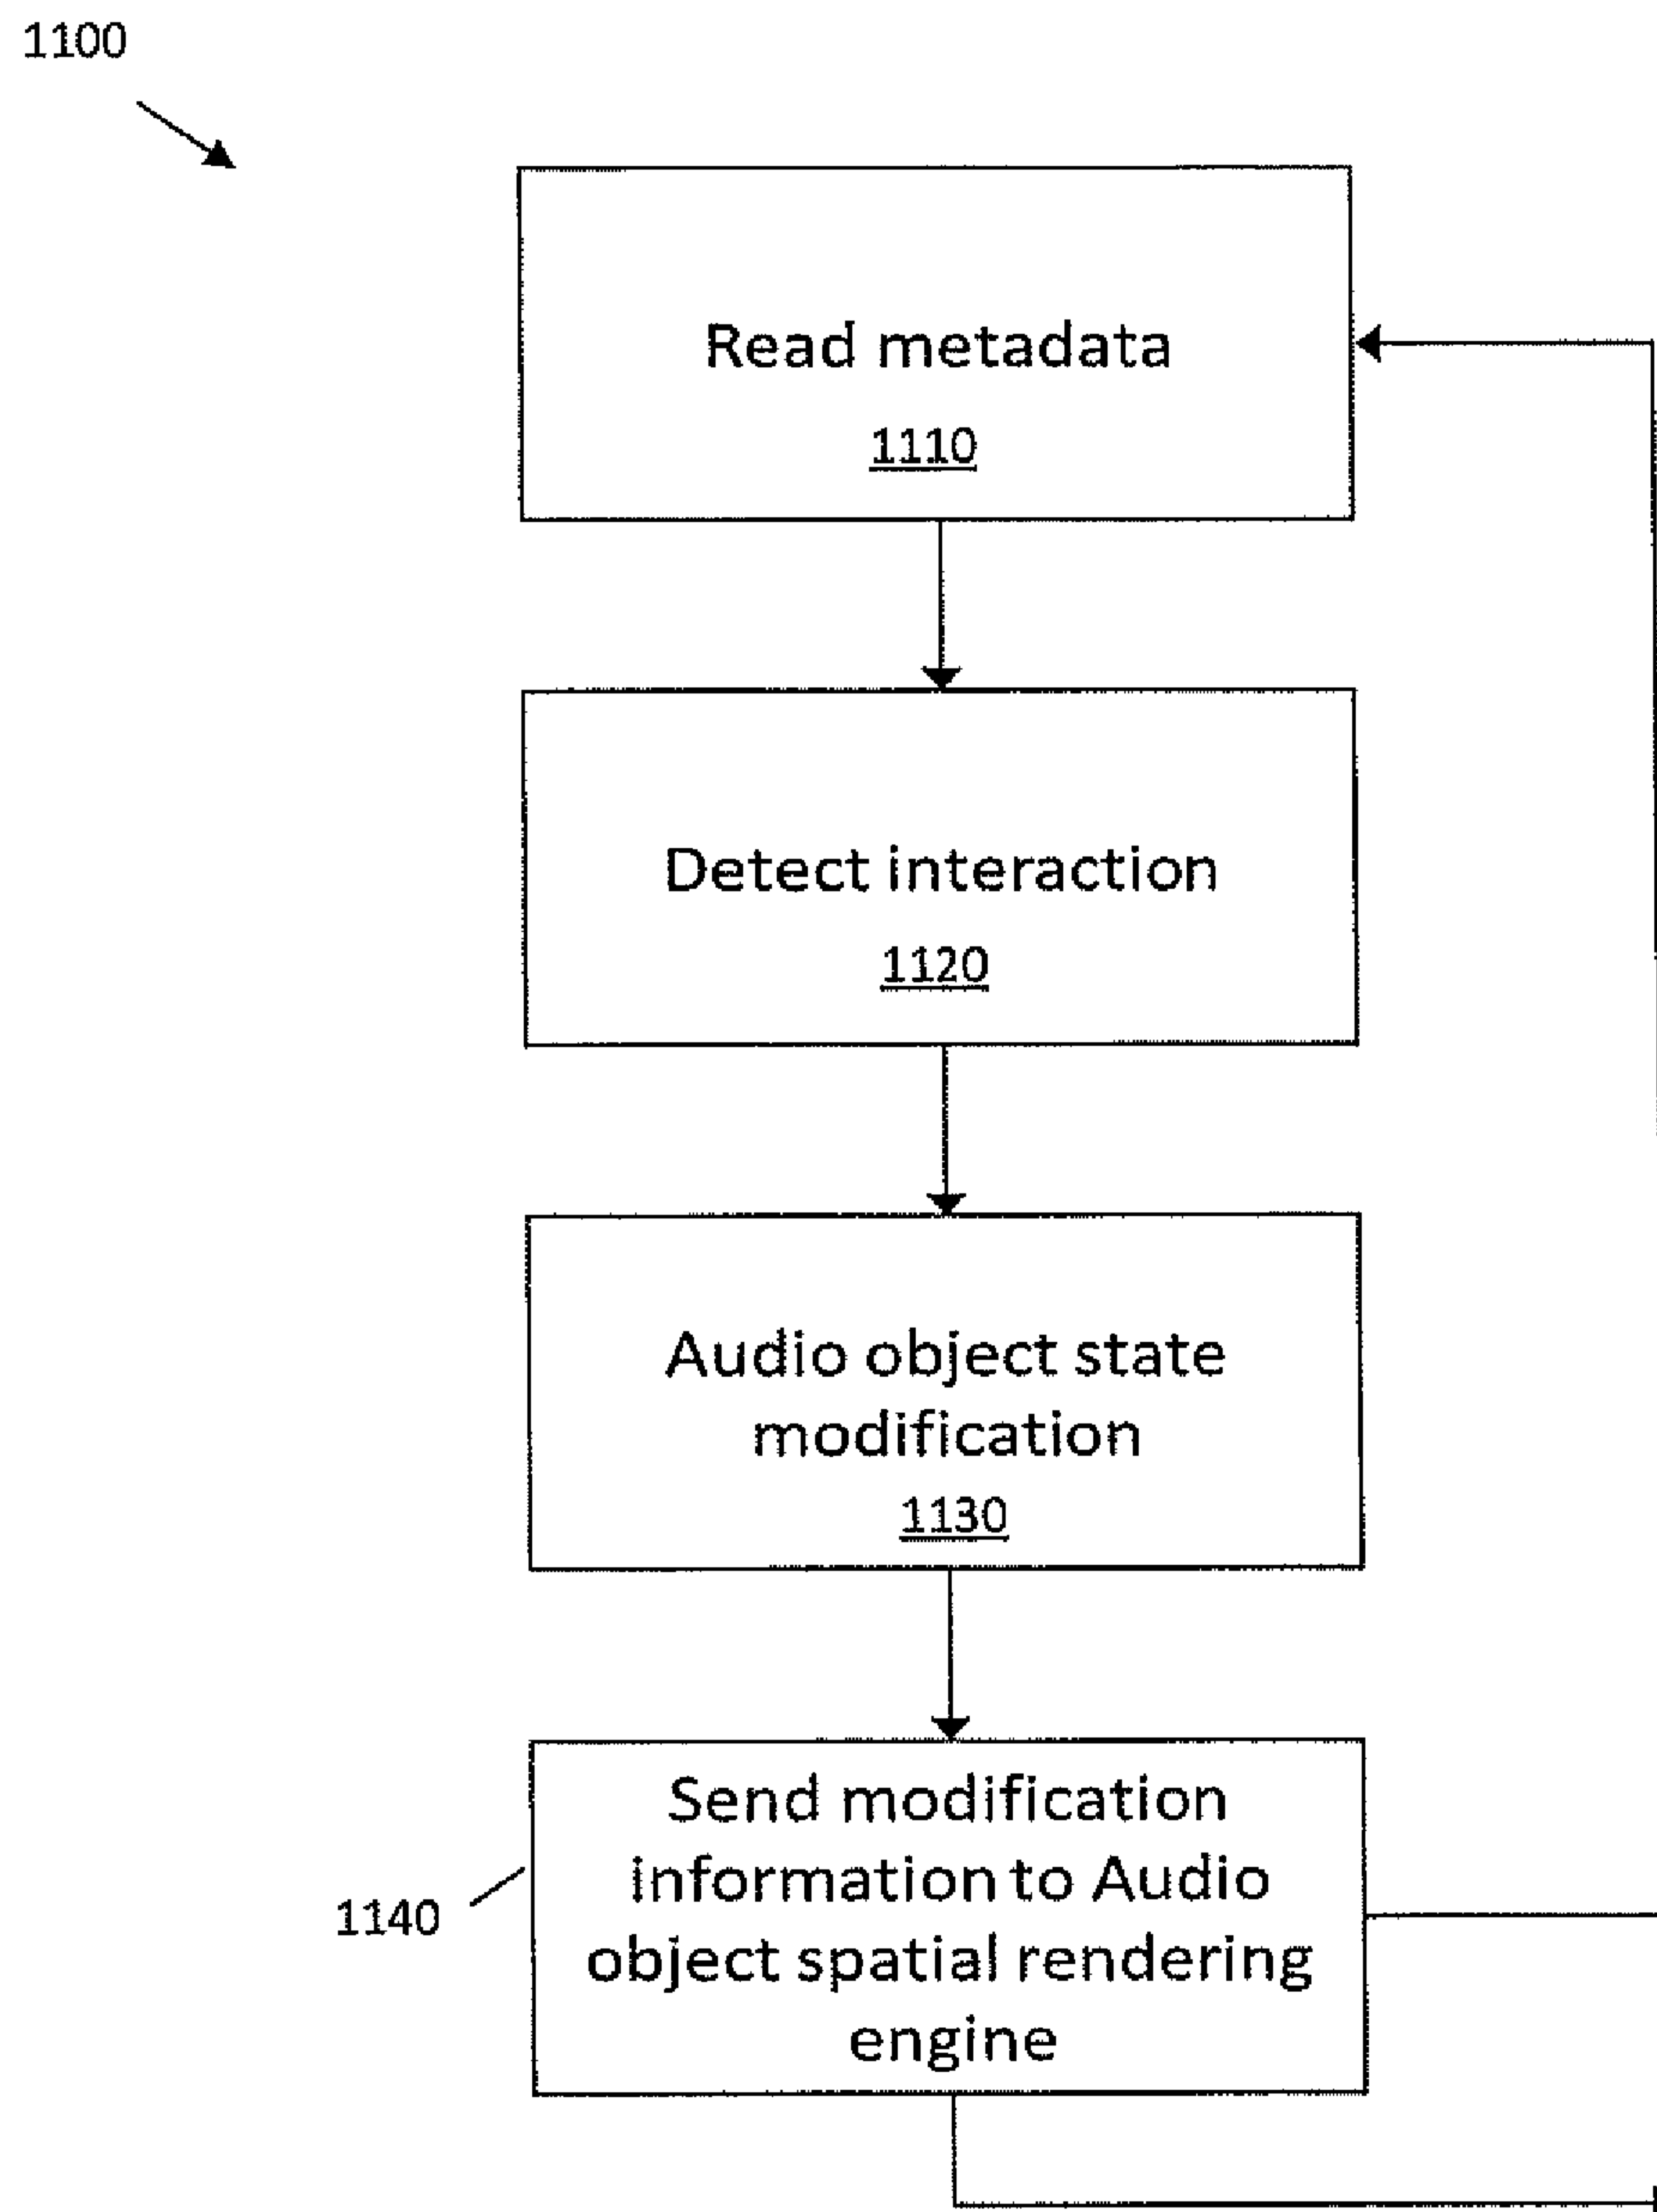 1100
Read metadata
1110
Detect interaction
1120
Audio object state
modification
1130
Send modification
information to Audio
object spatial rendering
engine
1140